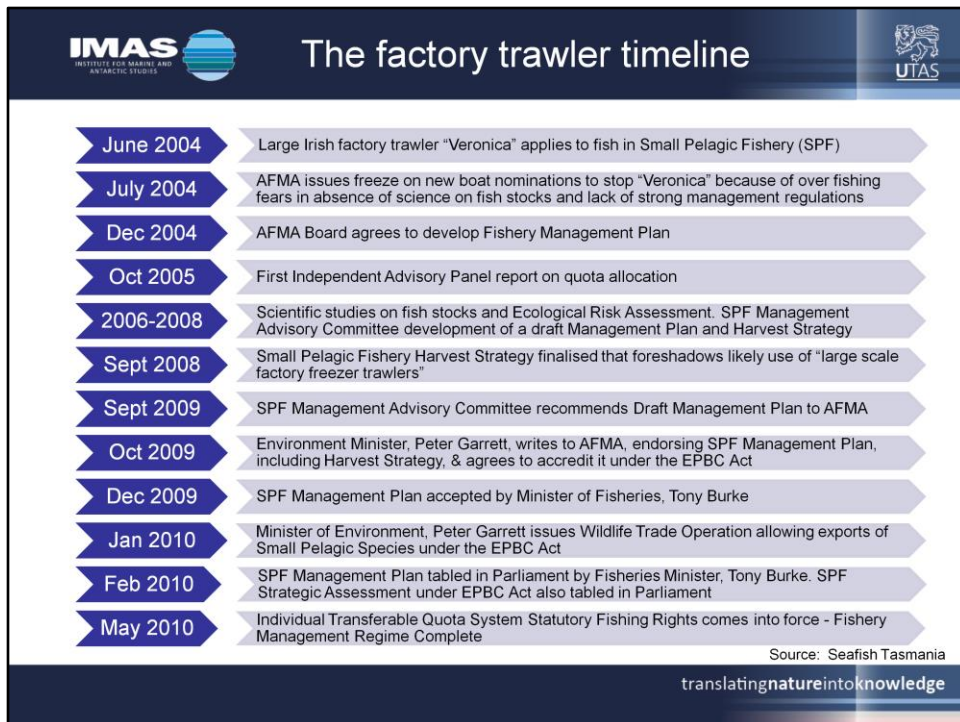 IMAS
INSTITUTE FOR MARINE AND
ANTARCTIC STUDIES
The factory trawler timeline
UTAS
June 2004
Large Irish factory trawler “Veronica” applies to fish in Small Pelagic Fishery (SPF)
July 2004
AFMA issues freeze on new boat nominations to stop “Veronica” because of over fishing
fears in absence of science on fish stocks and lack of strong management regulations
Dec 2004
AFMA Board agrees to develop Fishery Management Plan
Oct 2005
First Independent Advisory Panel report on quota allocation
2006-2008
Scientific studies on fish stocks and Ecological Risk Assessment. SPF Management
Advisory Committee development of a draft Management Plan and Harvest Strategy
Sept 2008
Small Pelagic Fishery Harvest Strategy finalised that foreshadows likely use of “large scale
factory freezer trawlers”
Sept 2009
SPF Management Advisory Committee recommends Draft Management Plan to AFMA
Oct 2009
Environment Minister, Peter Garrett, writes to AFMA, endorsing SPF Management Plan,
including Harvest Strategy, & agrees to accredit it under the EPBC Act
Dec 2009
SPF Management Plan accepted by Minister of Fisheries, Tony Burke
Jan 2010
Minister of Environment, Peter Garrett issues Wildlife Trade Operation allowing exports of
Small Pelagic Species under the EPBC Act
Feb 2010
SPF Management Plan tabled in Parliament by Fisheries Minister, Tony Burke. SPF
Strategic Assessment under EPBC Act also tabled in Parliament
May 2010
Individual Transferable Quota System Statutory Fishing Rights comes into force - Fishery
Management Regime Complete
Source: Seafish Tasmania
translatingnatureintoknowledge